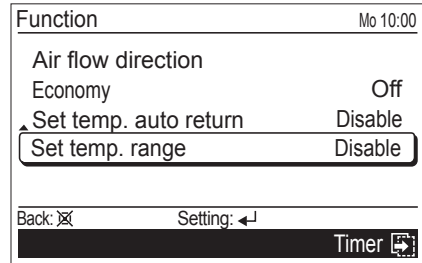 Function Mo 10:00
Air flow direction
Economy Off
Set temp. auto return Disable
Set temp. range Disable
Back: Setting:
Timer